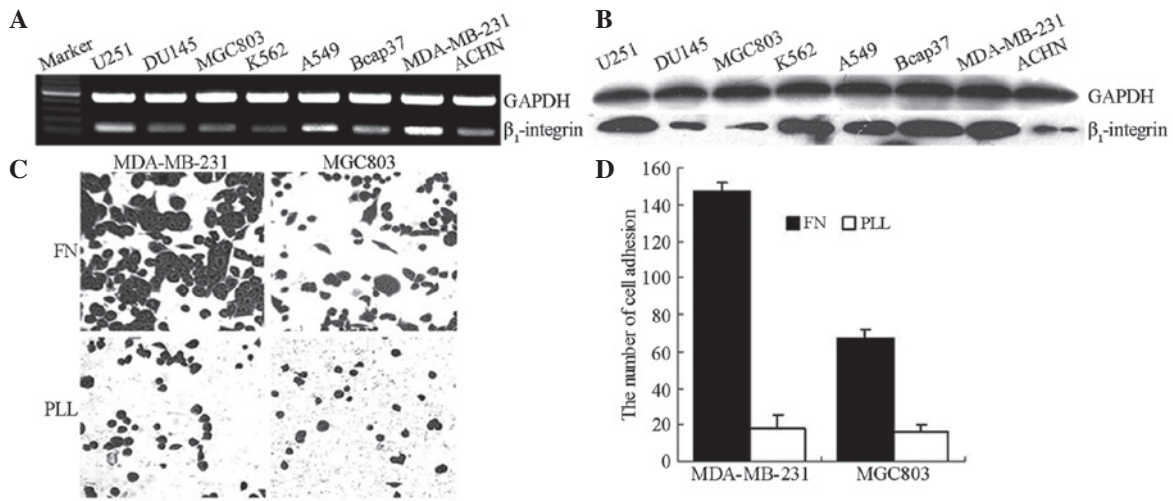 A
Marker
U251
DU145
MGC803
K562
A549
Bcap37
MDA-MB-231
ACHN
GAPDH
β₁-integrin
B
U251
DU145
MGC803
K562
A549
Bcap37
MDA-MB-231
ACHN
GAPDH
β₁-integrin
C
MDA-MB-231
MGC803
FN
PLL
D
The number of cell adhesion
160
140
120
100
80
60
40
20
0
FN
PLL
MDA-MB-231
MGC803